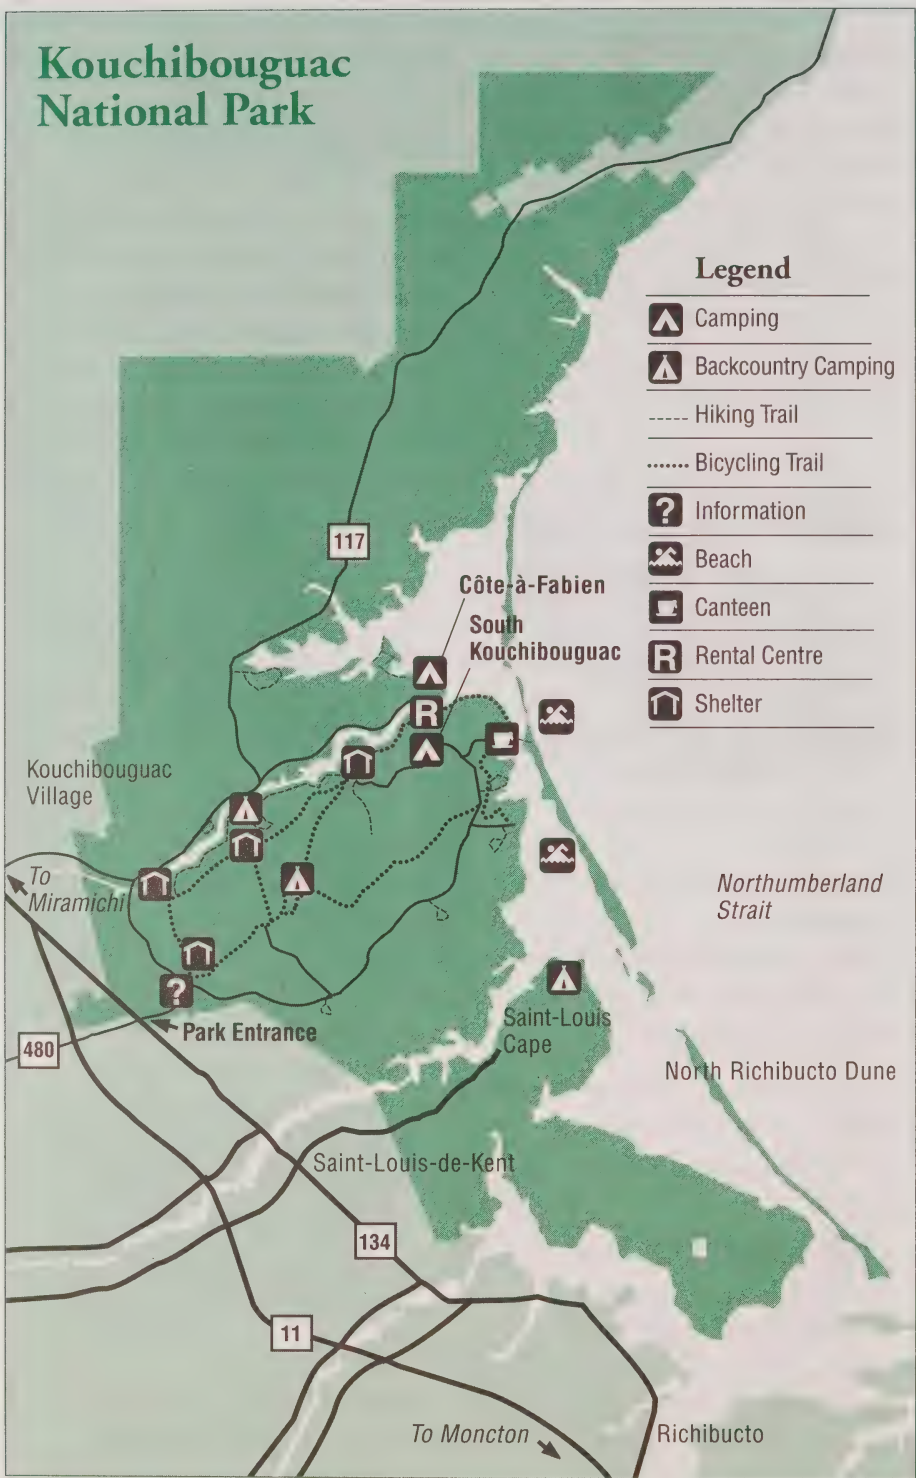 Kouchibouguac
National Park
Legend
Camping
Backcountry Camping
Hiking Trail
Bicycling Trail
? Information
Beach
Canteen
R Rental Centre
Shelter
117
Côte-à-Fabien
South
Kouchibouguac
R
Kouchibouguac
Village
To
Miramichi
Northumberland
Strait
?
Park Entrance
480
Saint-Louis
Cape
North Richibucto Dune
Saint-Louis-de-Kent
134
11
To Moncton
Richibucto